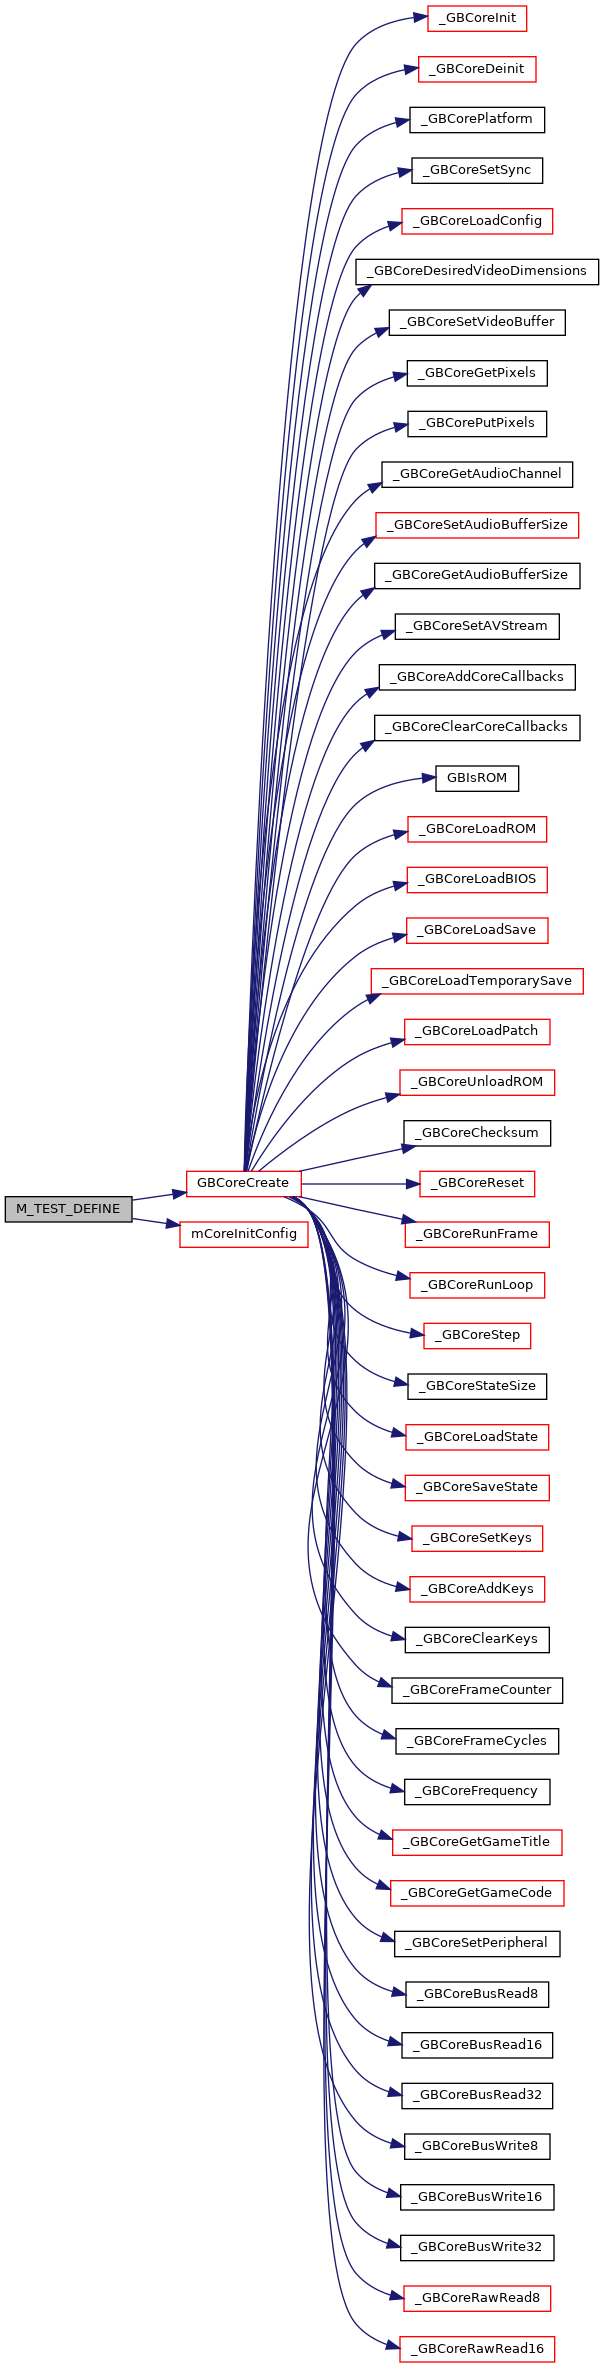 _GBCoreInit
_GBCoreDeinit
_GBCorePlatform
_GBCoreSetSync
_GBCoreLoadConfig
_GBCoreDesiredVideoDimensions
_GBCoreSetVideoBuffer
_GBCoreGetPixels
_GBCorePutPixels
_GBCoreGetAudioChannel
_GBCoreSetAudioBufferSize
_GBCoreGetAudioBufferSize
_GBCoreSetAVStream
_GBCoreAddCoreCallbacks
_GBCoreClearCoreCallbacks
GBIsROM
_GBCoreLoadROM
_GBCoreLoadBIOS
_GBCoreLoadSave
_GBCoreLoadTemporarySave
_GBCoreLoadPatch
_GBCoreUnloadROM
_GBCoreChecksum
GBCoreCreate
_GBCoreReset
M_TEST_DEFINE
mCoreInitConfig
_GBCoreRunFrame
_GBCoreRunLoop
_GBCoreStep
_GBCoreStateSize
_GBCoreLoadState
_GBCoreSaveState
_GBCoreSetKeys
_GBCoreAddKeys
_GBCoreClearKeys
_GBCoreFrameCounter
_GBCoreFrameCycles
_GBCoreFrequency
_GBCoreGetGameTitle
_GBCoreGetGameCode
_GBCoreSetPeripheral
_GBCoreBusRead8
_GBCoreBusRead16
_GBCoreBusRead32
_GBCoreBusWrite8
_GBCoreBusWrite16
_GBCoreBusWrite32
_GBCoreRawRead8
_GBCoreRawRead16